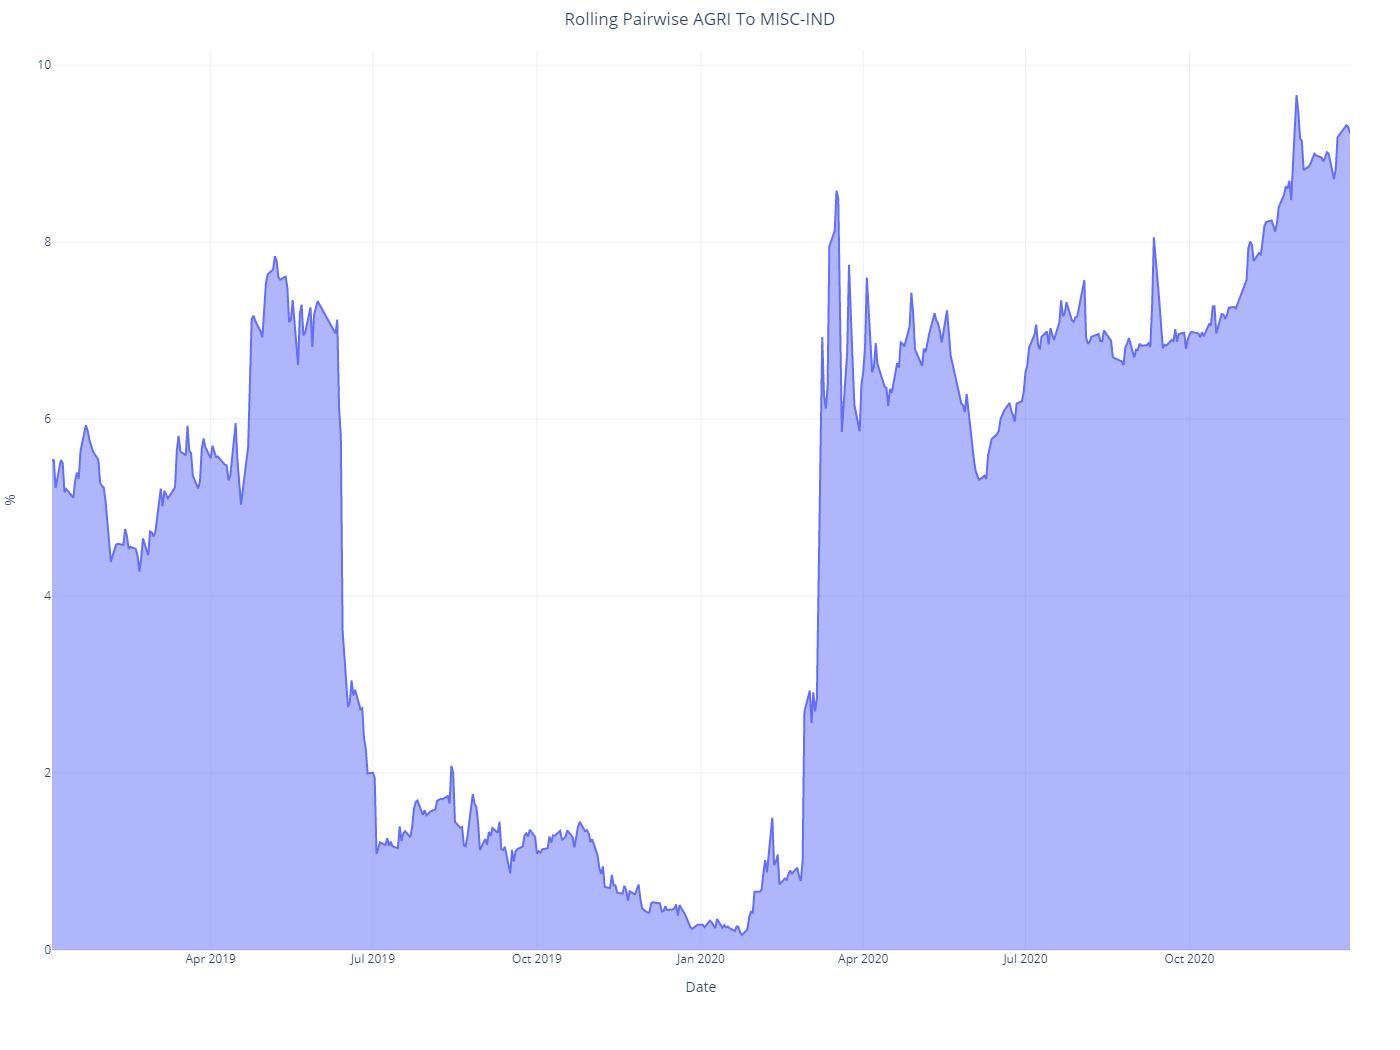 Rolling Pairwise AGRI To MISC-IND
10
8
6
4
2
0
%
Apr 2019
Jul 2019
Oct 2019
Jan 2020
Apr 2020
Jul 2020
Oct 2020
Date